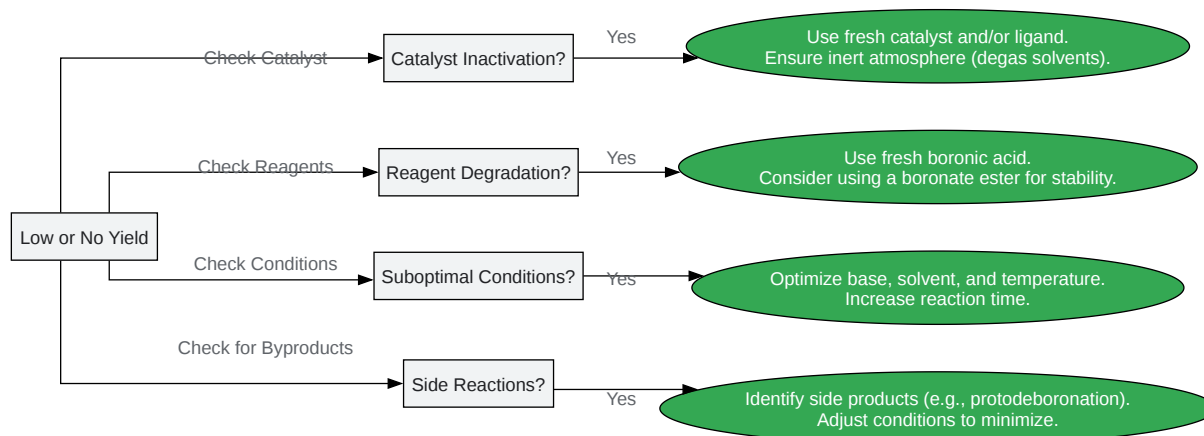 Check Catalyst
Catalyst Inactivation?
Yes
Use fresh catalyst and/or ligand.
Ensure inert atmosphere (degas solvents).
Check Reagents
Reagent Degradation?
Yes
Use fresh boronic acid.
Consider using a boronate ester for stability.
Low or No Yield
Check Conditions
Suboptimal Conditions?
Yes
Optimize base, solvent, and temperature.
Increase reaction time.
Check for Byproducts
Side Reactions?
Yes
Identify side products (e.g., protodeboronation).
Adjust conditions to minimize.